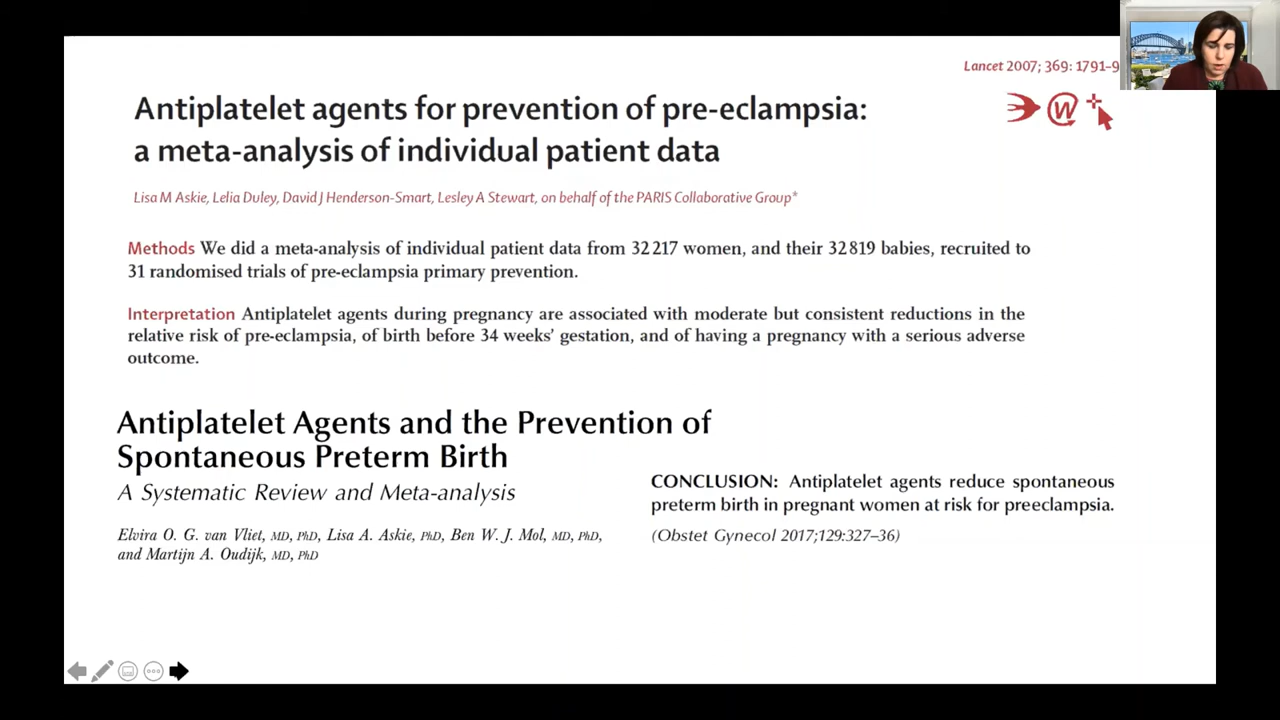 Lancet 2007; 369: 1791-9
Antiplatelet agents for prevention of pre-eclampsia:
a meta-analysis of individual patient data
Lisa M Askie, Lelia Duley, David J Henderson-Smart, Lesley A Stewart, on behalf of the PARIS Collaborative Group*
Methods We did a meta-analysis of individual patient data from 32 217 women, and their 32 819 babies, recruited to
31 randomised trials of pre-eclampsia primary prevention.
Interpretation Antiplatelet agents during pregnancy are associated with moderate but consistent reductions in the
relative risk of pre-eclampsia, of birth before 34 weeks' gestation, and of having a pregnancy with a serious adverse
outcome.
Antiplatelet Agents and the Prevention of
Spontaneous Preterm Birth
A Systematic Review and Meta-analysis
Elvira O. G. van Vliet, MD, PhD, Lisa A. Askie, PhD, Ben W. J. Mol, MD, PhD,
and Martijn A. Oudijk, MD, PhD
CONCLUSION: Antiplatelet agents reduce spontaneous
preterm birth in pregnant women at risk for preeclampsia.
(Obstet Gynecol 2017;129:327–36)